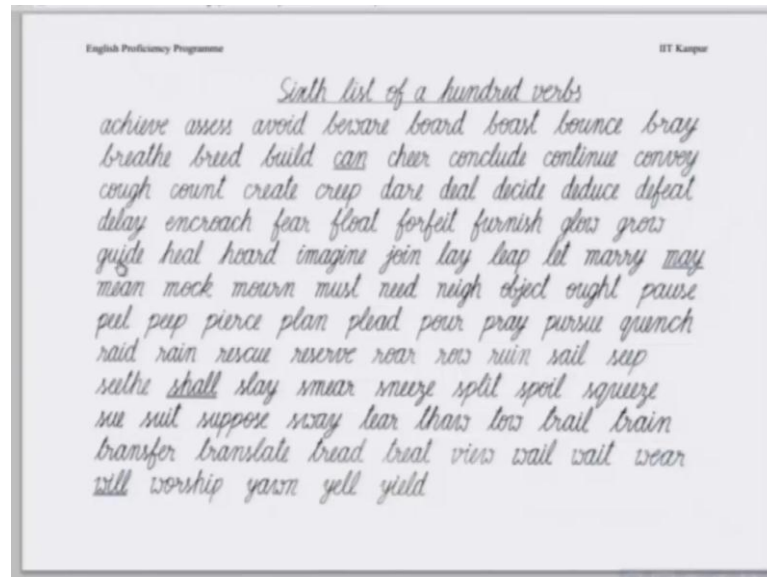 English Proficiency Programme IIT Kanpur
Sixth list of a hundred verbs
achieve assess avoid beware board boast bounce bray
breathe breed build can cheer conclude continue convey
cough count create creep dare deal decide deduce defeat
delay encroach fear float forfeit furnish glow grow
guide heal hoard imagine join lay leap let marry may
mean mock mourn must need neigh object ought pause
peel peep pierce plan plead pour pray pursue quench
raid rain rescue reserve roar row ruin sail seep
seethe shall slay smear sneeze split spoil squeeze
sue suit suppose sway tear thaw tow trail train
transfer translate tread treat view wail wait wear
will worship yawn yell yield